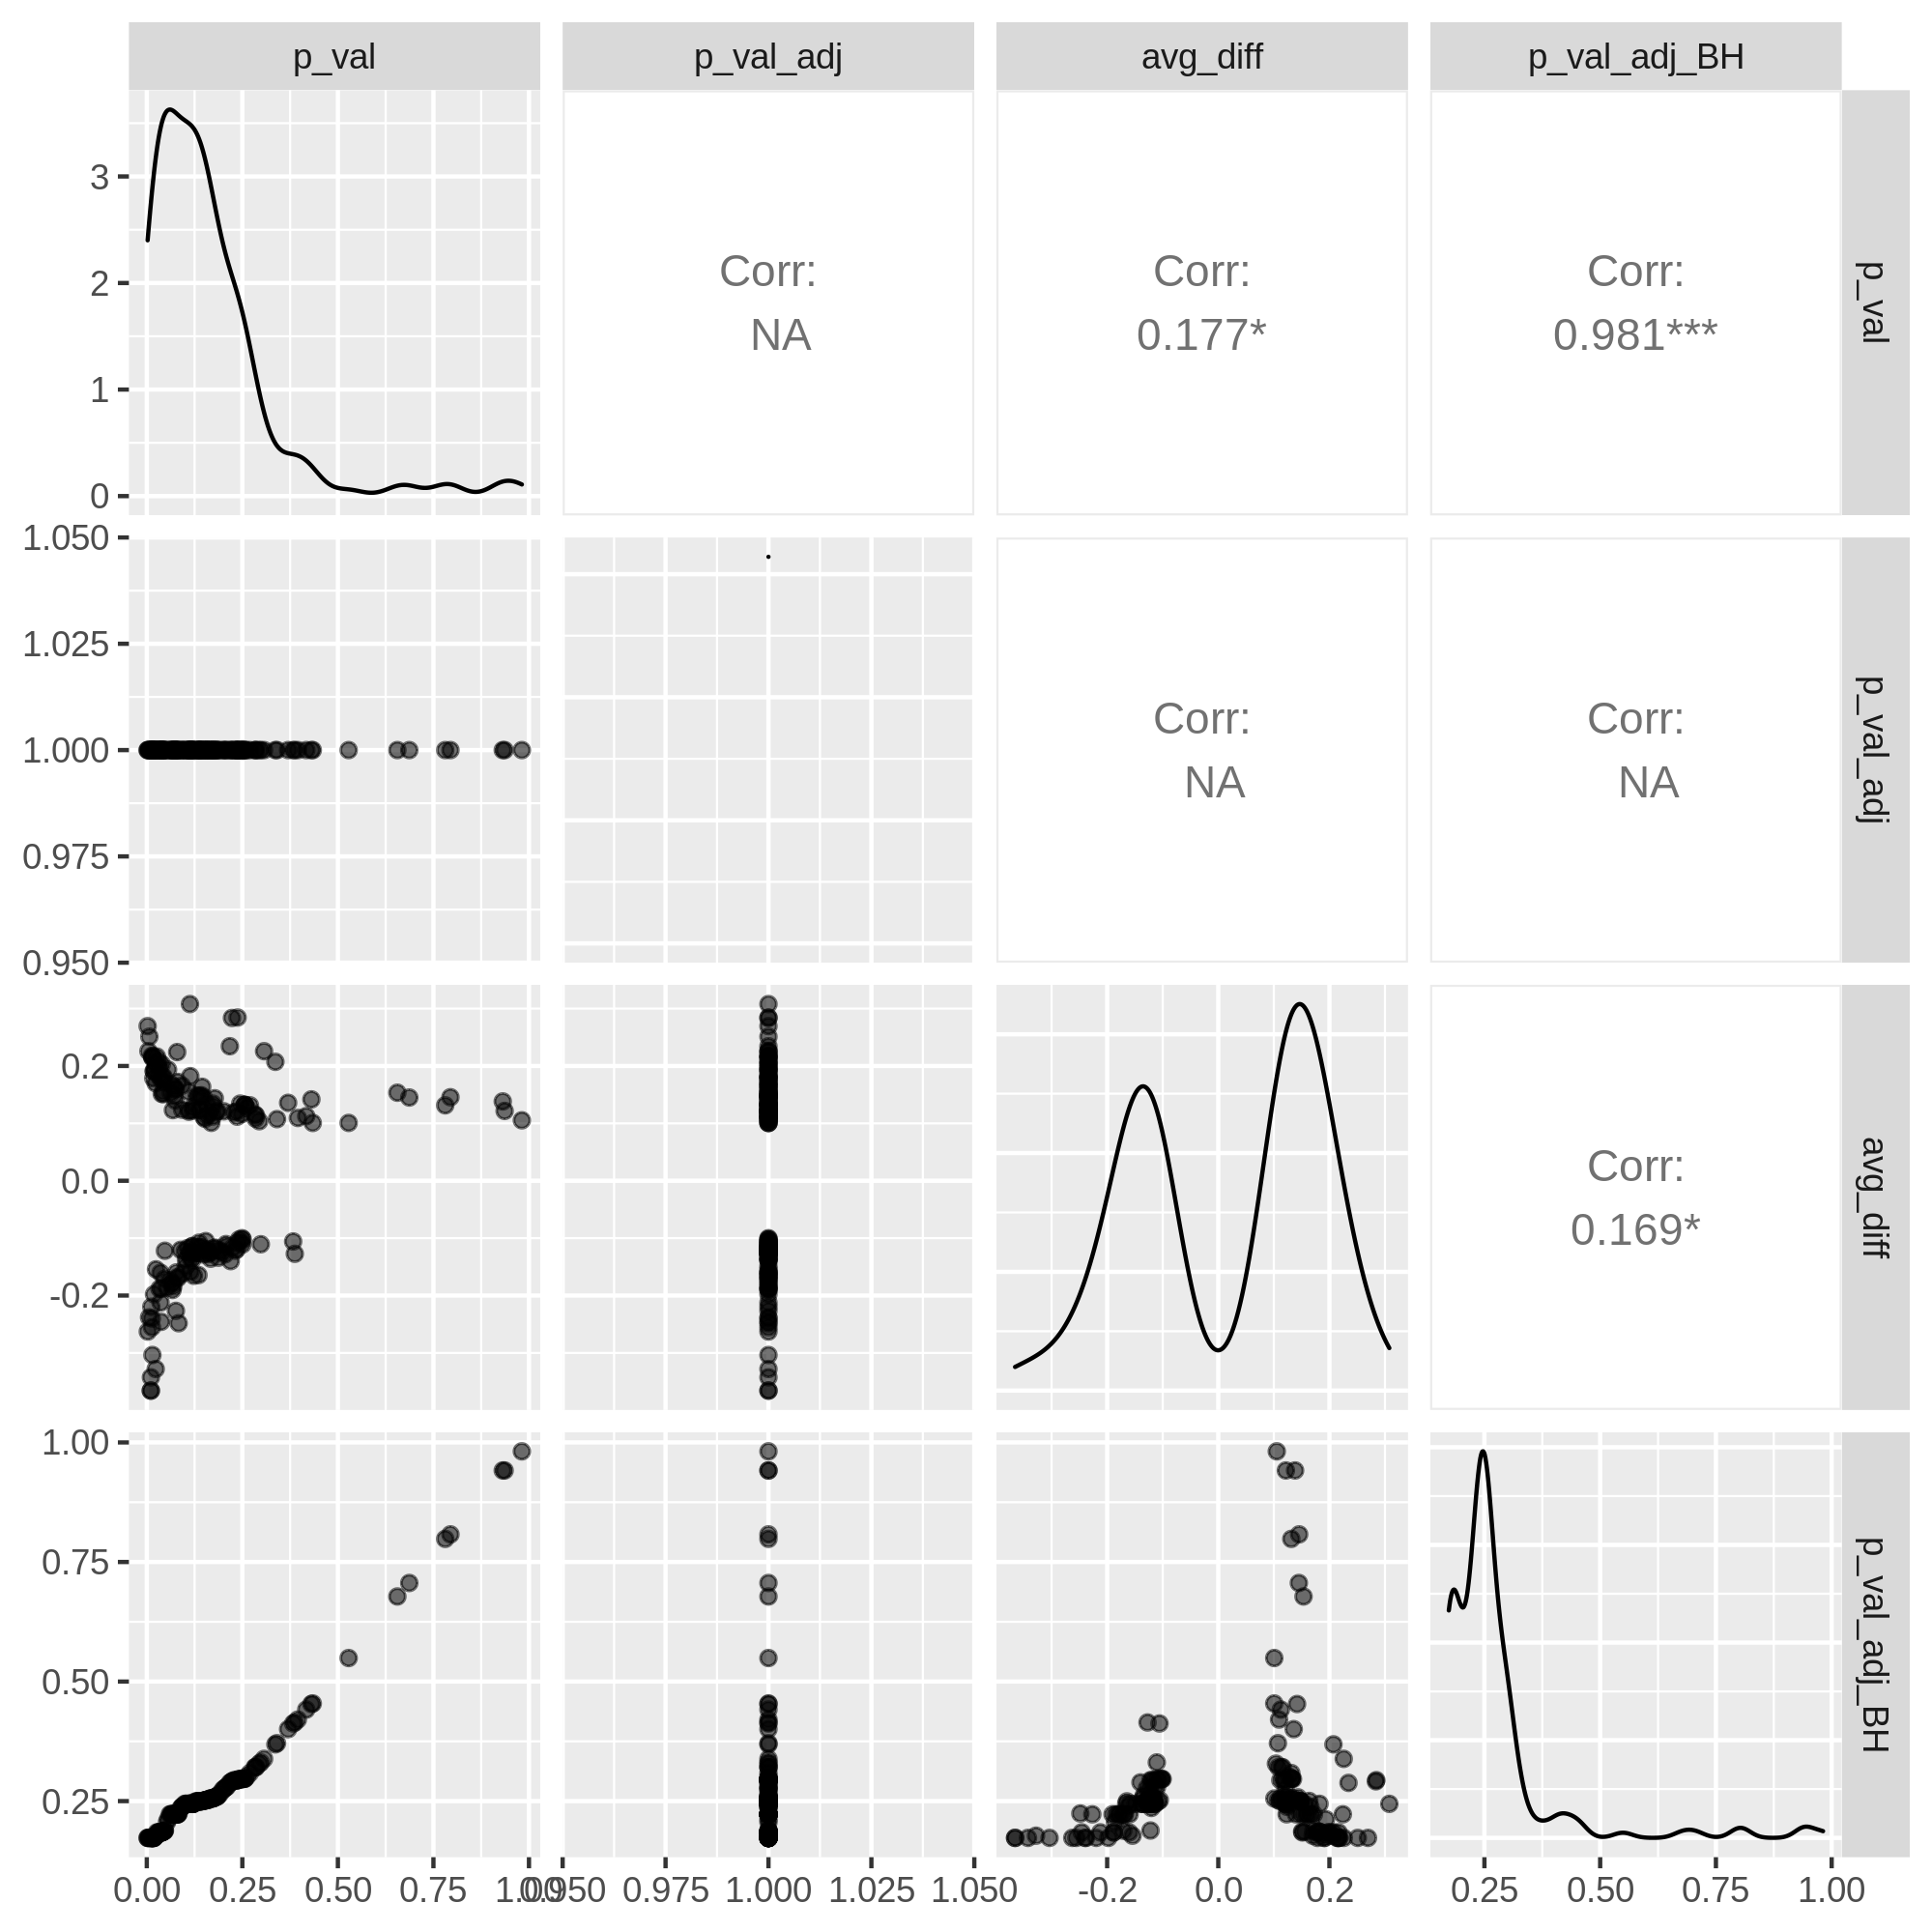 p_val p_val_adj avg_diff p_val_adj_BH
3
2
1
0
Corr:
NA
Corr:
0.177*
Corr:
0.981***
p_val
1.050
1.025
1.000
0.975
0.950
Corr:
NA
Corr:
NA
p_val_adj
0.2
0.0
-0.2
Corr:
0.169*
avg_diff
1.00
0.75
0.50
0.25
p_val_adj_BH
0.00 0.25 0.50 0.75 1.00 0.950 0.975 1.000 1.025 1.050 -0.2 0.0 0.2 0.25 0.50 0.75 1.00